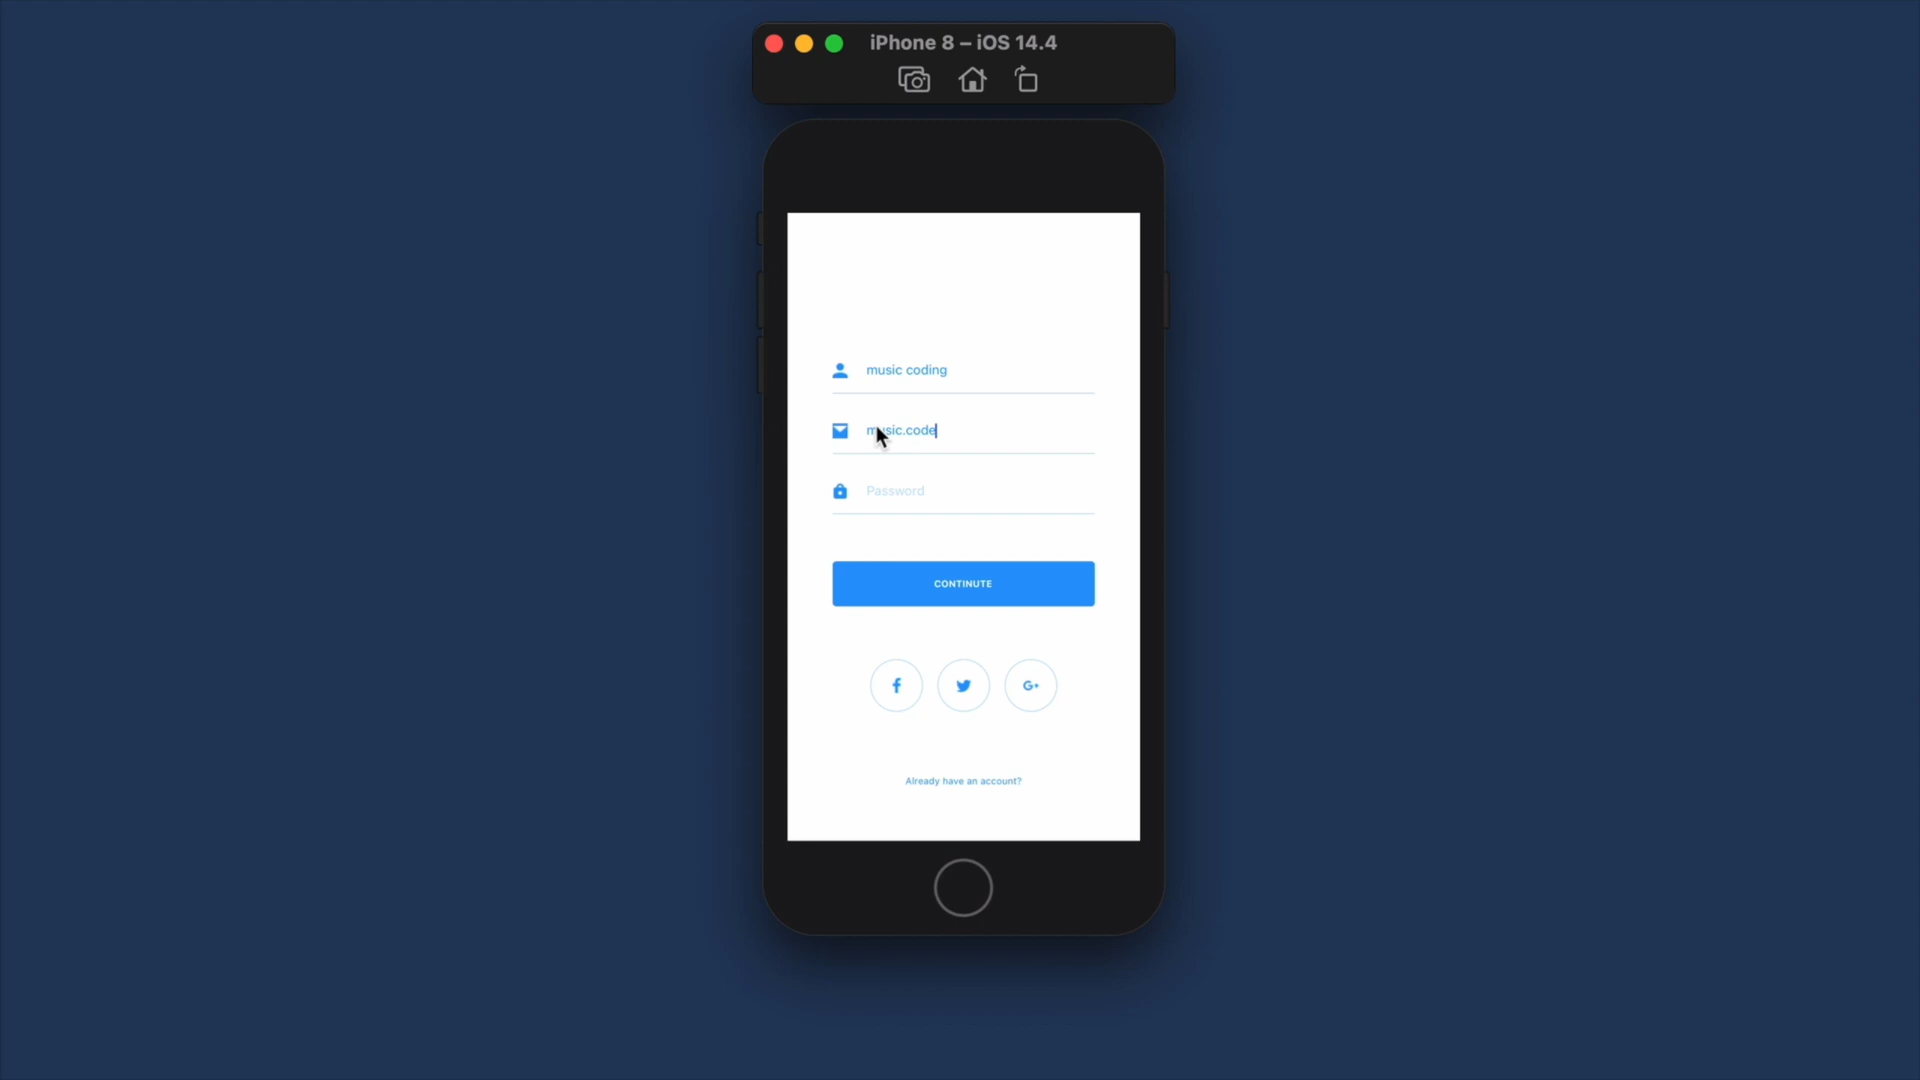 iPhone 8 – iOS 14.4
music coding
music.code
Password
CONTINUTE
G+
Already have an account?